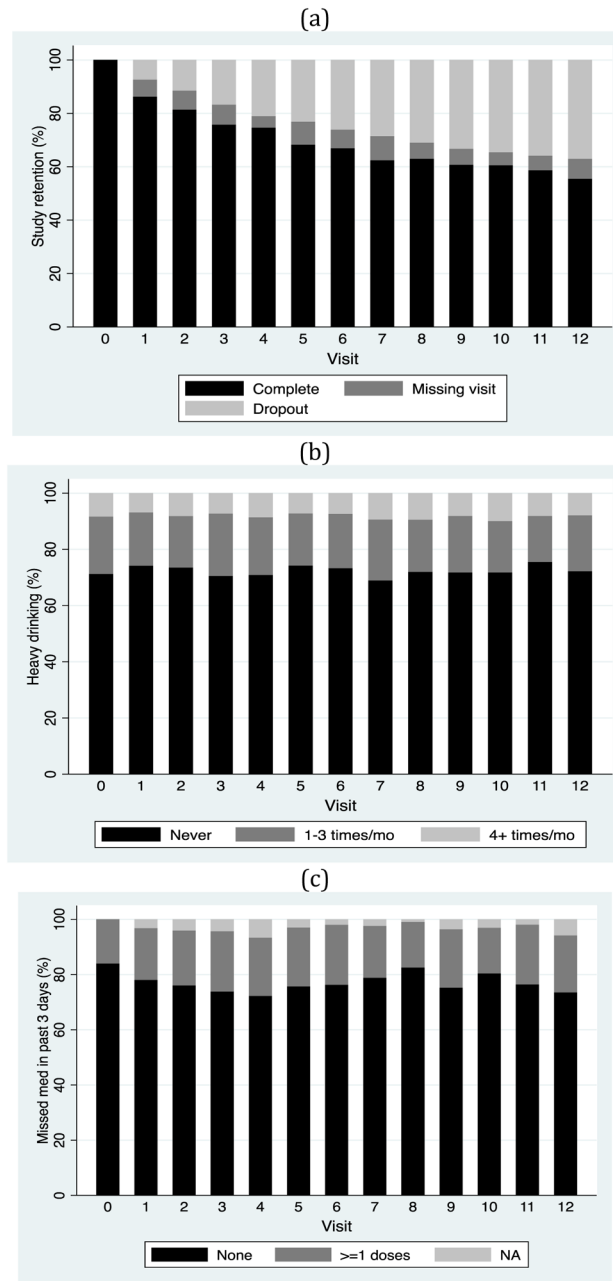 (a)
Study retention (%)
100
80
60
40
20
0
0 1 2 3 4 5 6 7 8 9 10 11 12
Visit
Complete Missing visit
Dropout
(b)
Heavy drinking (%)
100
80
60
40
20
0
0 1 2 3 4 5 6 7 8 9 10 11 12
Visit
Never 1-3 times/mo 4+ times/mo
(c)
Missed med in past 3 days (%)
100
80
60
40
20
0
0 1 2 3 4 5 6 7 8 9 10 11 12
Visit
None >=1 doses NA